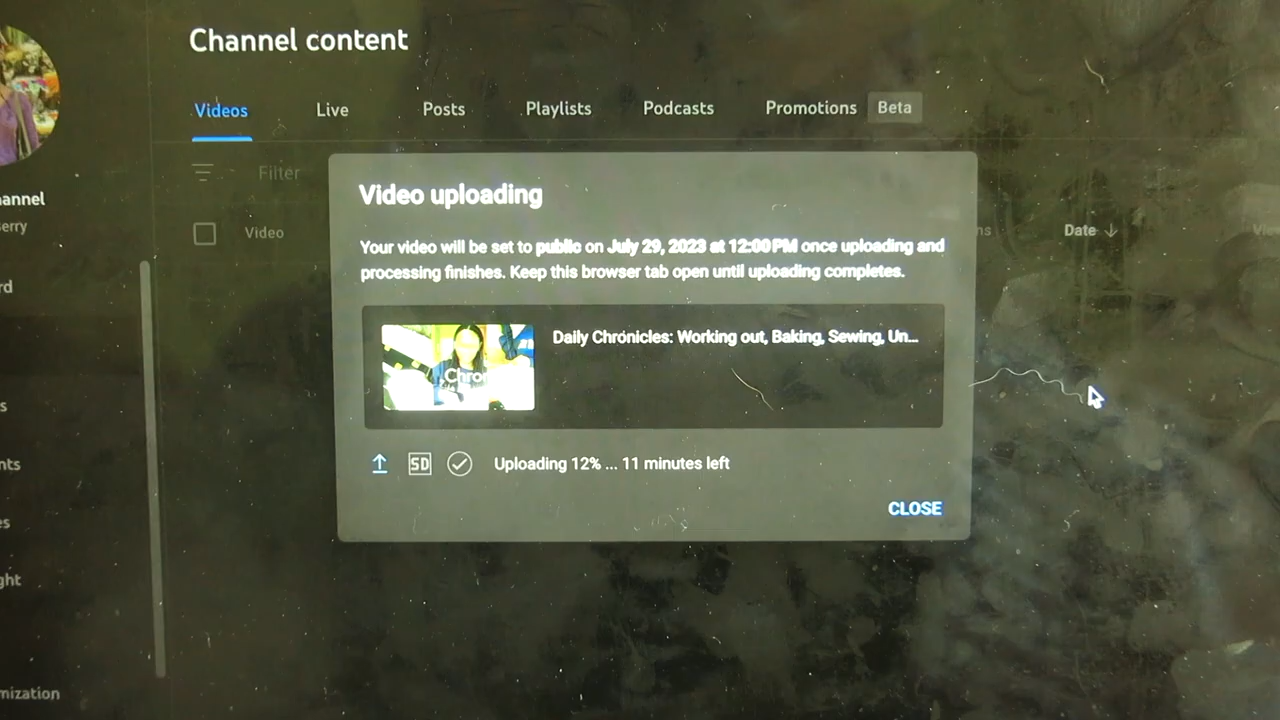 Channel content
Videos Live Posts Playlists Podcasts Promotions Beta
Filter
Video Date
Video uploading
Your video will be set to public on July 29, 2023 at 12:00 PM once uploading and
processing finishes. Keep this browser tab open until uploading completes.
Daily Chronicles: Working out, Baking, Sewing, Un...
SD Uploading 12% ... 11 minutes left
CLOSE